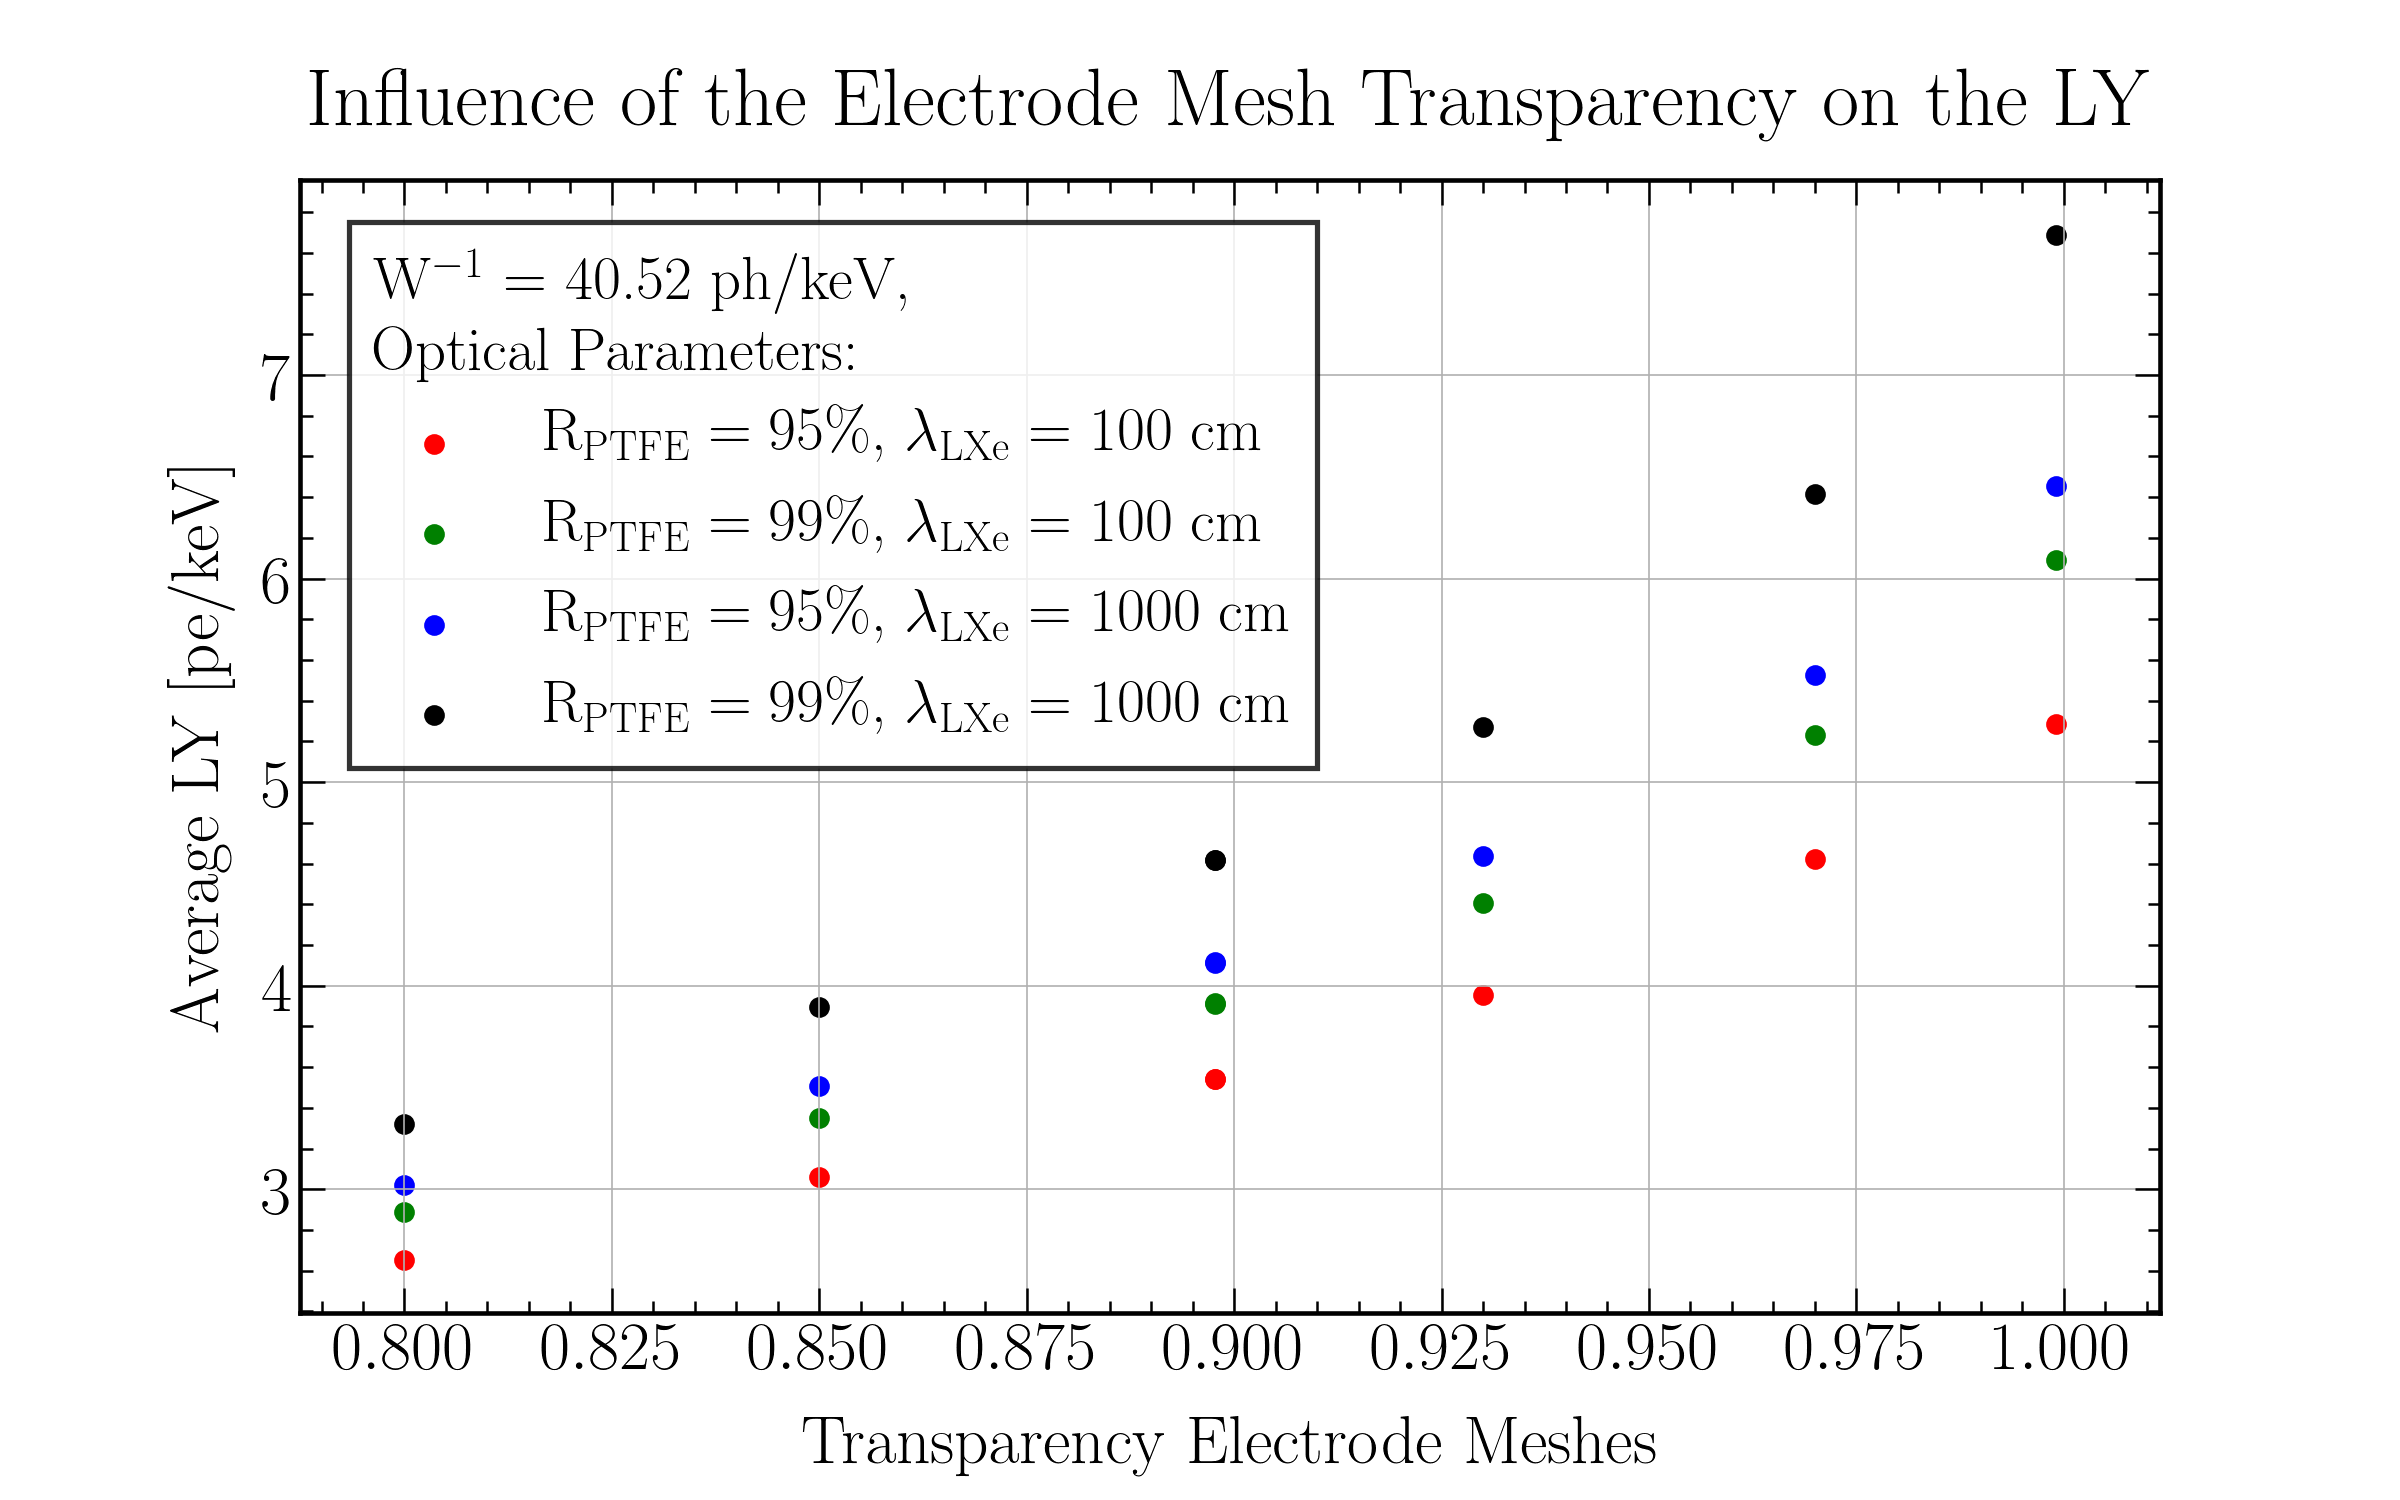 Influence of the Electrode Mesh Transparency on the LY
W⁻¹ = 40.52 ph/keV,
Optical Parameters:
R_PTFE = 95%, λ_LXe = 100 cm
R_PTFE = 99%, λ_LXe = 100 cm
R_PTFE = 95%, λ_LXe = 1000 cm
R_PTFE = 99%, λ_LXe = 1000 cm
Average LY [pe/keV]
7
6
5
4
3
0.800 0.825 0.850 0.875 0.900 0.925 0.950 0.975 1.000
Transparency Electrode Meshes